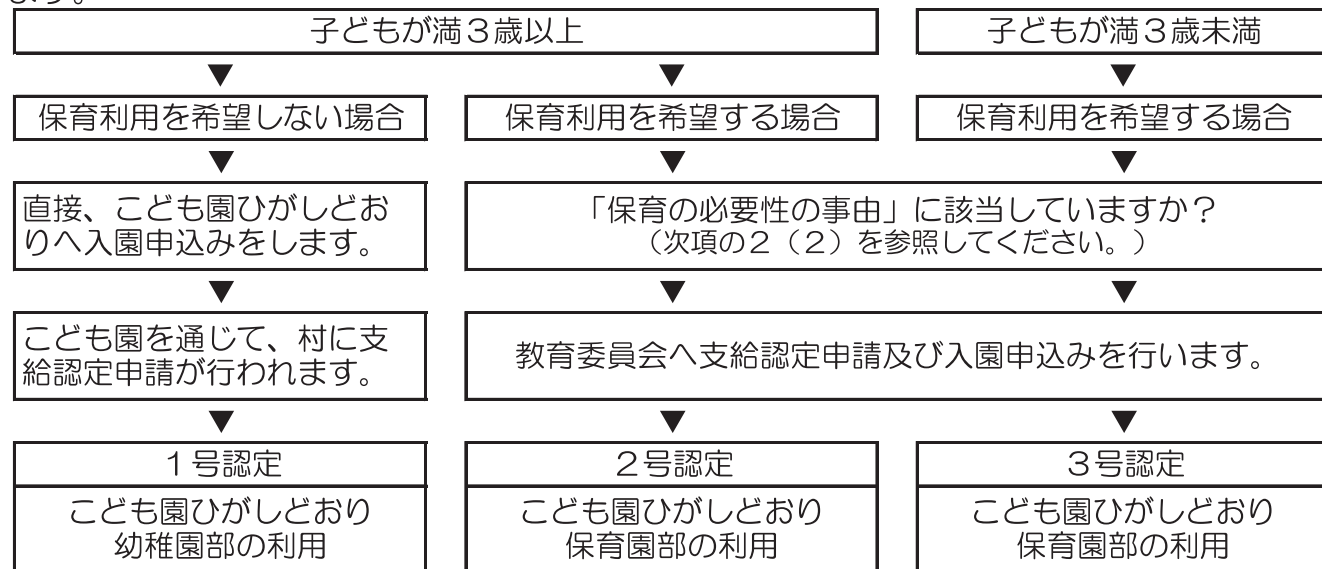 子どもが満３歳以上
子どもが満３歳未満
▼
▼
▼
保育利用を希望しない場合
保育利用を希望する場合
保育利用を希望する場合
▼
▼
▼
直接、こども園ひがしどお
りへ入園申込みをします。
「保育の必要性の事由」に該当していますか？
（次項の２（２）を参照してください。）
▼
▼
▼
こども園を通じて、村に支
給認定申請が行われます。
教育委員会へ支給認定申請及び入園申込みを行います。
▼
▼
▼
１号認定
２号認定
３号認定
こども園ひがしどおり
幼稚園部の利用
こども園ひがしどおり
保育園部の利用
こども園ひがしどおり
保育園部の利用